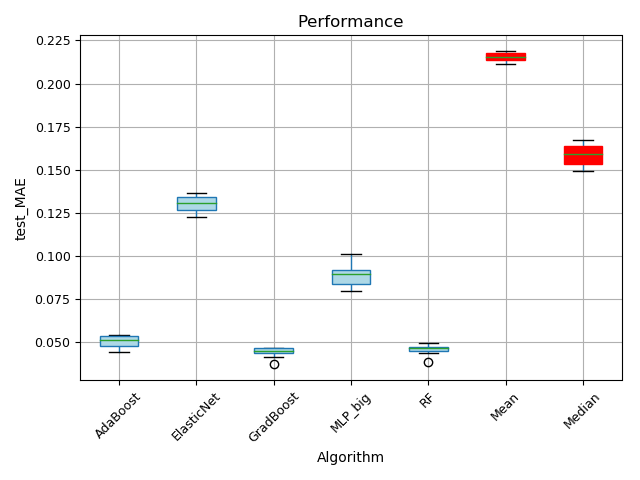 Performance
0.225
0.200
0.175
0.150
0.125
0.100
0.075
0.050
test_MAE
AdaBoost
ElasticNet
GradBoost
MLP_big
RF
Mean
Median
Algorithm